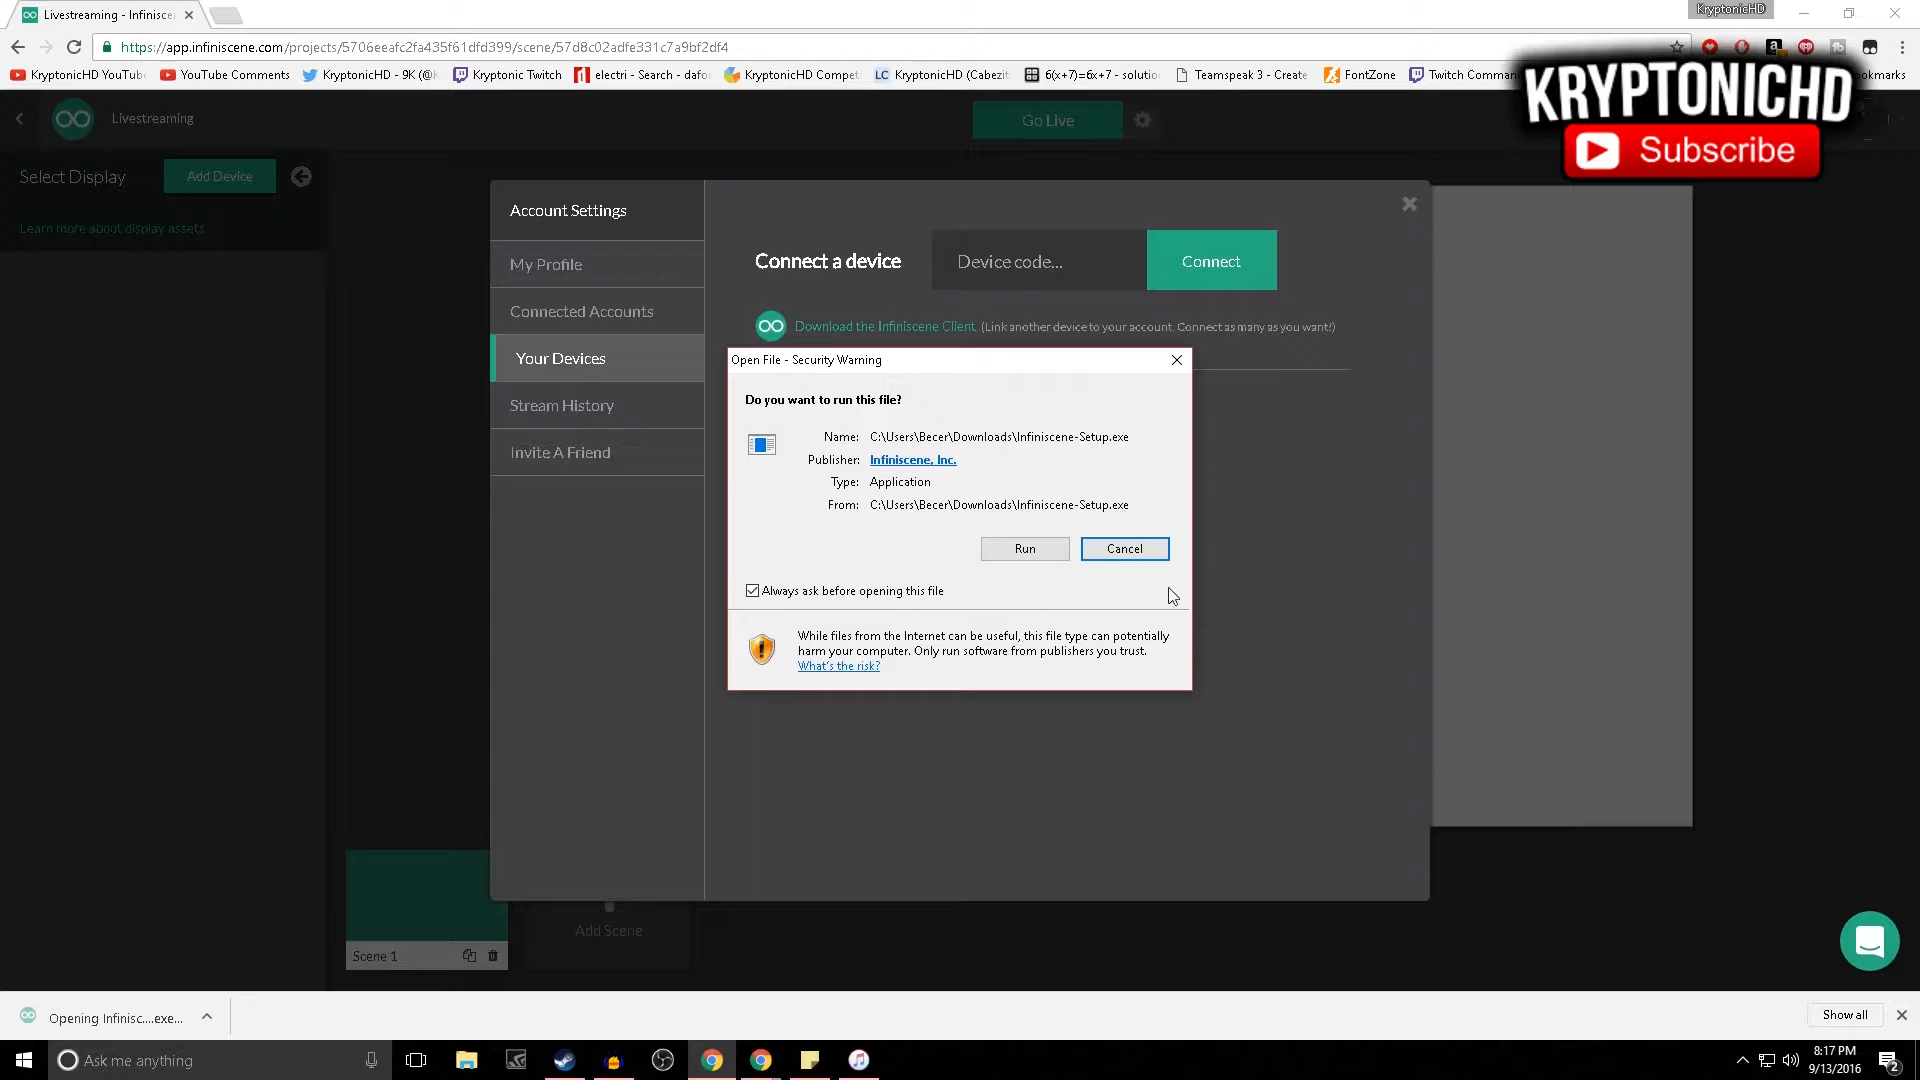 Livestreaming - Infinisce
KryptonicHD
https://app.infiniscene.com/projects/5706eeafc2fa435f61dfd399/scene/57d8c02adfe331c7a9bf2df4
KryptonicHD YouTube
YouTube Comments
KryptonicHD - 9K (@K
Kryptonic Twitch
electri - Search - dafo
KryptonicHD Compet
LC KryptonicHD (Cabezit
6(x+7)=6x+7 - solution
Teamspeak 3 - Create
FontZone
Twitch Comman
ookmarks
KRYPTONICHD
Subscribe
Livestreaming
Go Live
Select Display
Add Device
Learn more about display assets
Account Settings
My Profile
Connected Accounts
Your Devices
Stream History
Invite A Friend
Connect a device
Device code...
Connect
Download the Infiniscene Client (Link another device to your account. Connect as many as you want!)
Open File - Security Warning
Do you want to run this file?
Name: C:\Users\Becer\Downloads\Infiniscene-Setup.exe
Publisher: Infiniscene, Inc.
Type: Application
From: C:\Users\Becer\Downloads\Infiniscene-Setup.exe
Run
Cancel
Always ask before opening this file
While files from the Internet can be useful, this file type can potentially
harm your computer. Only run software from publishers you trust.
What's the risk?
Scene 1
Add Scene
Opening Infinisc....exe...
Show all
Ask me anything
8:17 PM
9/13/2016
2